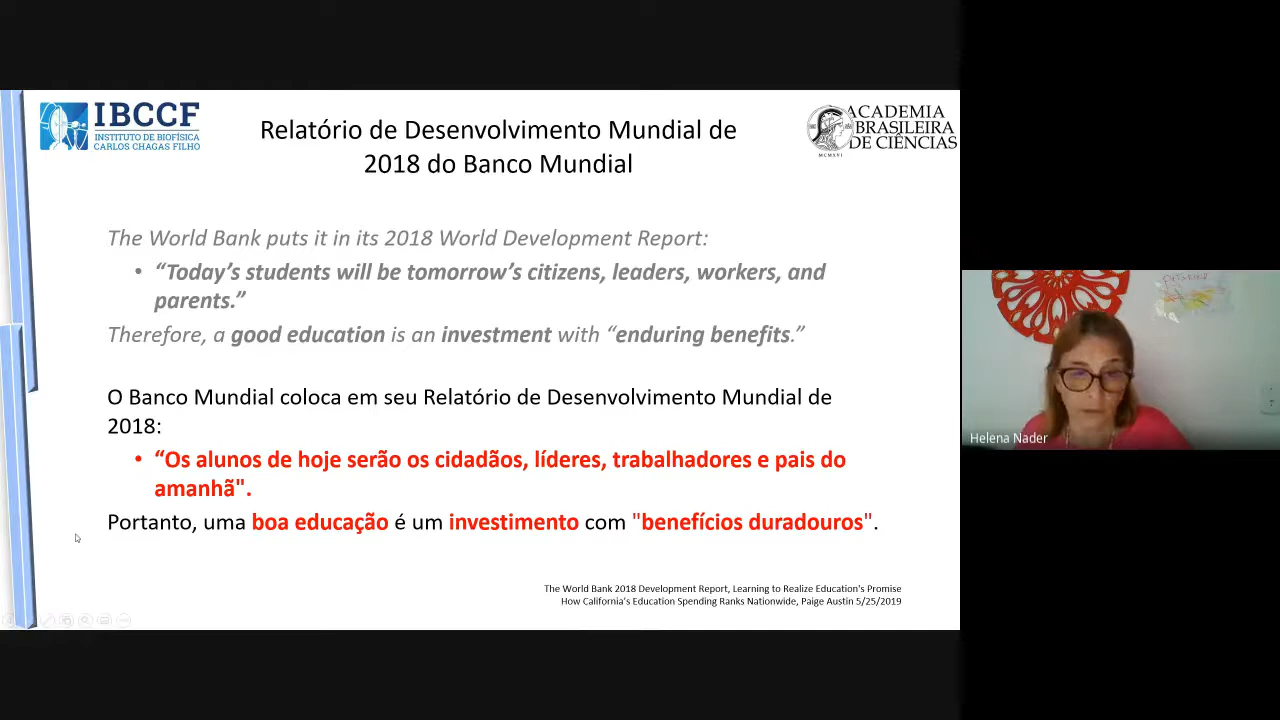 IBCCF
INSTITUTO DE BIOFÍSICA
CARLOS CHAGAS FILHO
Relatório de Desenvolvimento Mundial de
2018 do Banco Mundial
ACADEMIA
BRASILEIRA
DE CIÊNCIAS
MCMXVI
The World Bank puts it in its 2018 World Development Report:
• “Today’s students will be tomorrow’s citizens, leaders, workers, and
parents.”
Therefore, a good education is an investment with “enduring benefits.”
O Banco Mundial coloca em seu Relatório de Desenvolvimento Mundial de
2018:
• “Os alunos de hoje serão os cidadãos, líderes, trabalhadores e pais do
amanhã".
Portanto, uma boa educação é um investimento com "benefícios duradouros".
The World Bank 2018 Development Report, Learning to Realize Education's Promise
How California's Education Spending Ranks Nationwide, Paige Austin 5/25/2019
Helena Nader